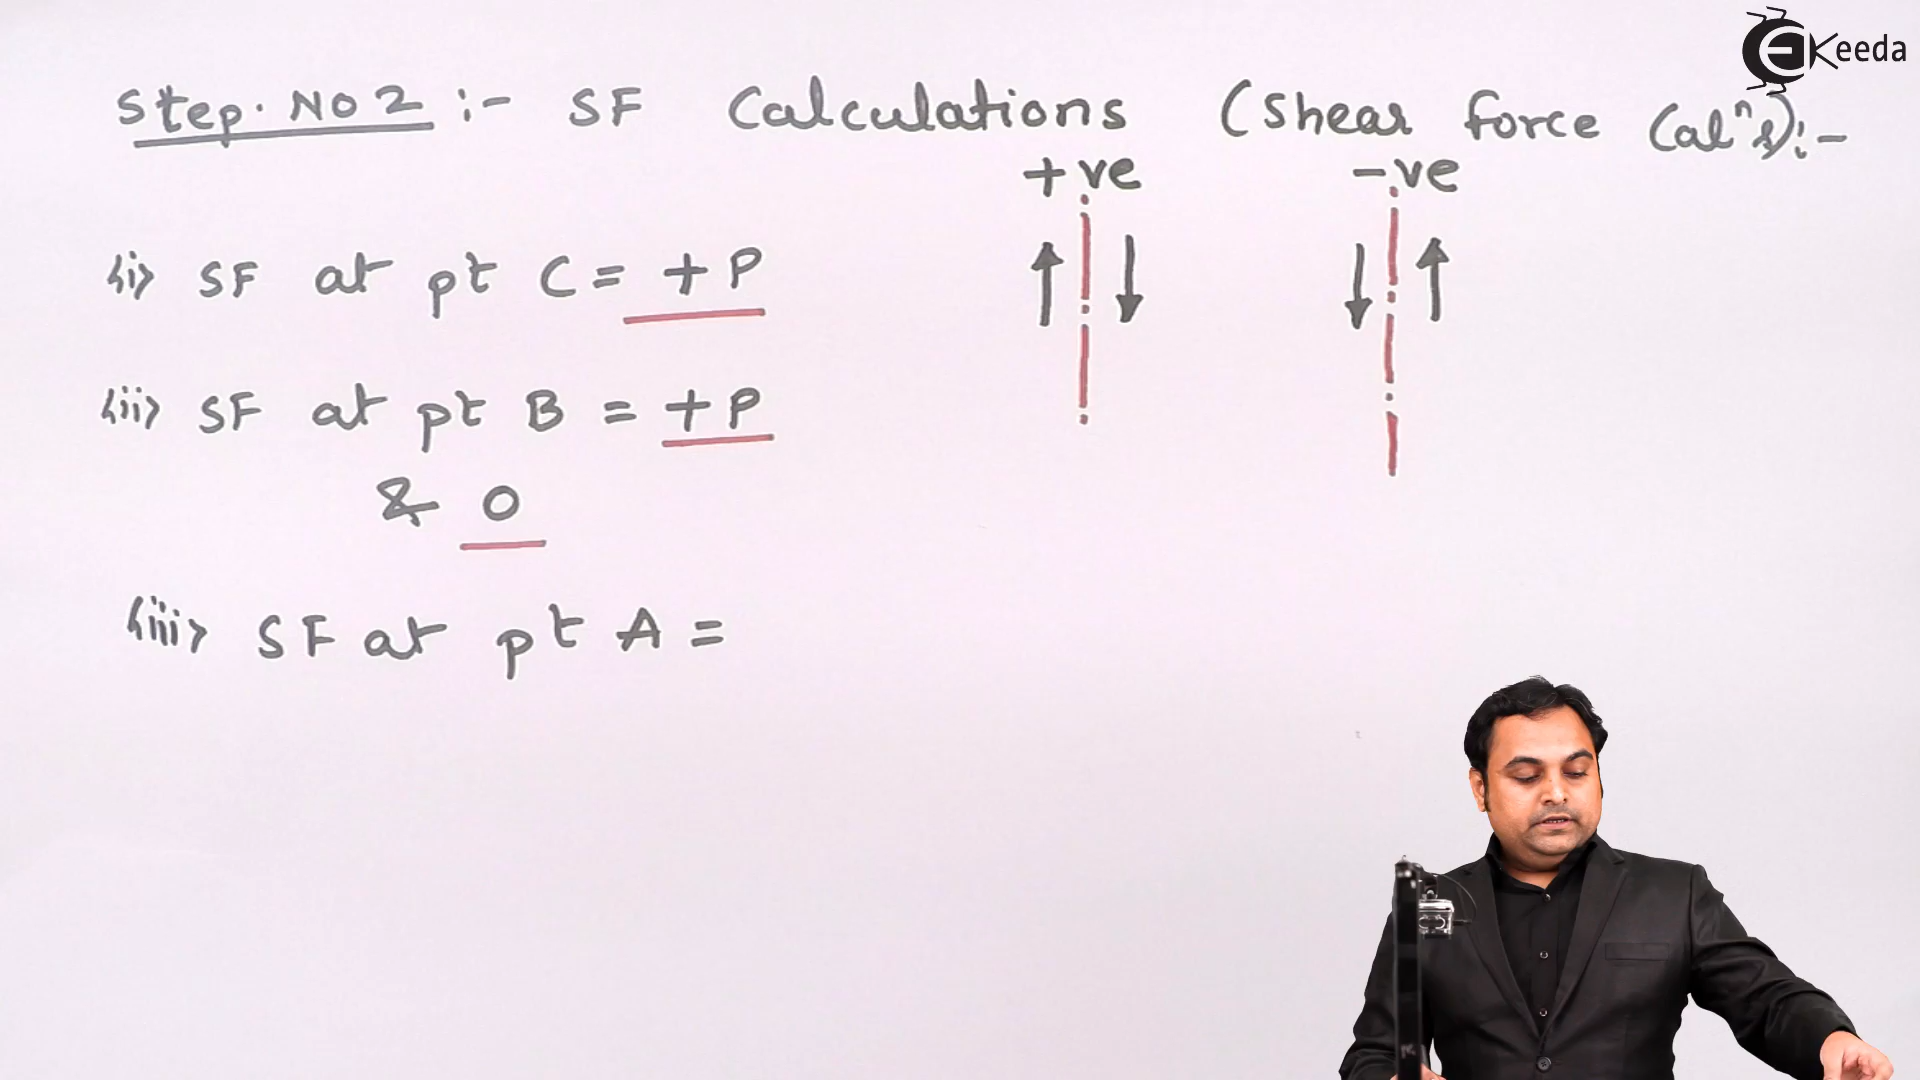 EKeeda
Step. No 2 :- SF Calculations (Shear force Calⁿs):-
+ve -ve
(i) SF at pt C = +P
(ii) SF at pt B = +P
& 0
(iii) SF at pt A =